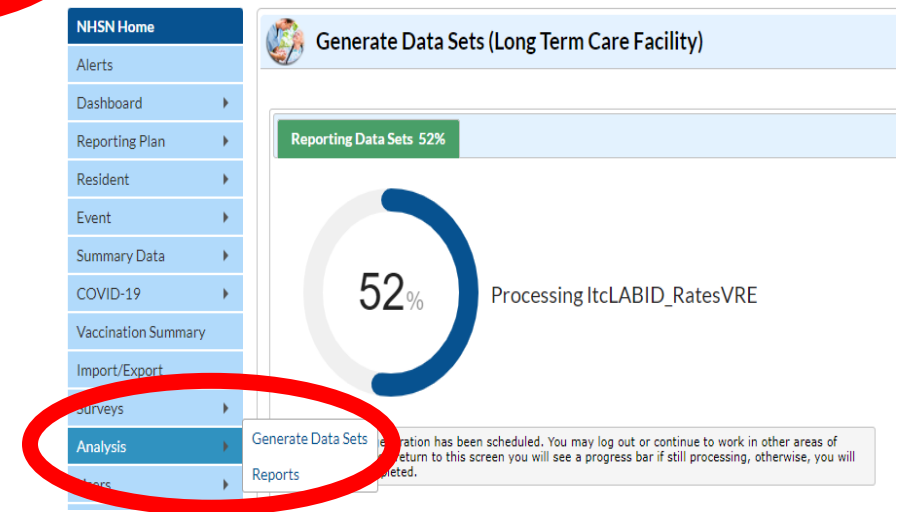 NHSN Home
Alerts
Dashboard
Reporting Plan
Resident
Event
Summary Data
COVID-19
Vaccination Summary
Import/Export
Surveys
Analysis
Users
Generate Data Sets
Reports
Generate Data Sets (Long Term Care Facility)
Reporting Data Sets 52%
52%
Processing ltcLABID_RatesVRE
has been scheduled. You may log out or continue to work in other areas of
return to this screen you will see a progress bar if still processing, otherwise, you will